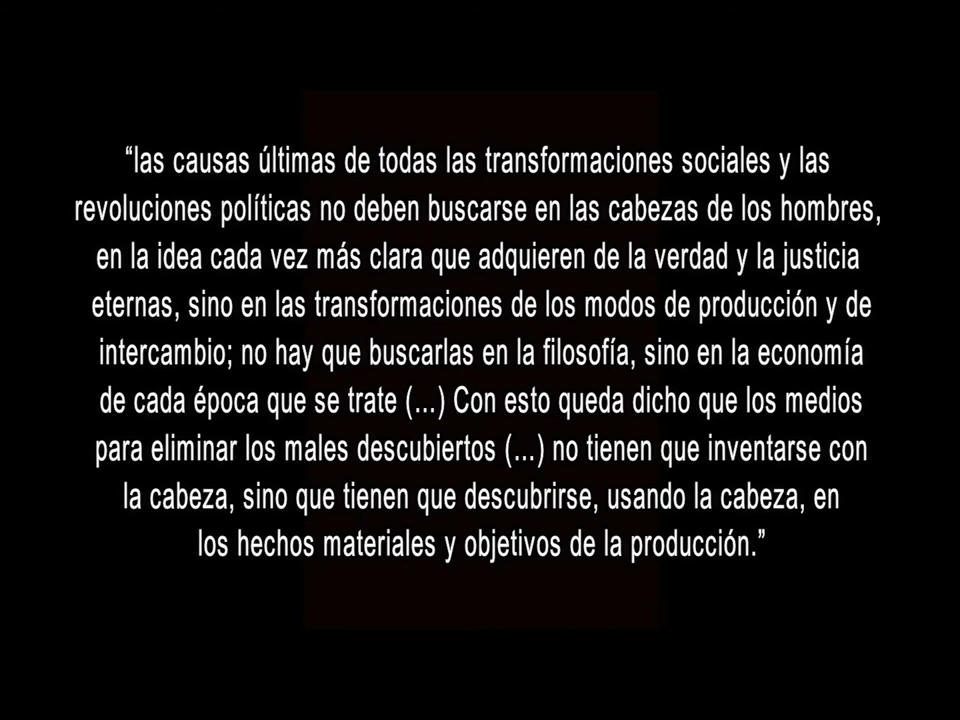 “las causas últimas de todas las transformaciones sociales y las
revoluciones políticas no deben buscarse en las cabezas de los hombres,
en la idea cada vez más clara que adquieren de la verdad y la justicia
eternas, sino en las transformaciones de los modos de producción y de
intercambio; no hay que buscarlas en la filosofía, sino en la economía
de cada época que se trate (...) Con esto queda dicho que los medios
para eliminar los males descubiertos (...) no tienen que inventarse con
la cabeza, sino que tienen que descubrirse, usando la cabeza, en
los hechos materiales y objetivos de la producción.”